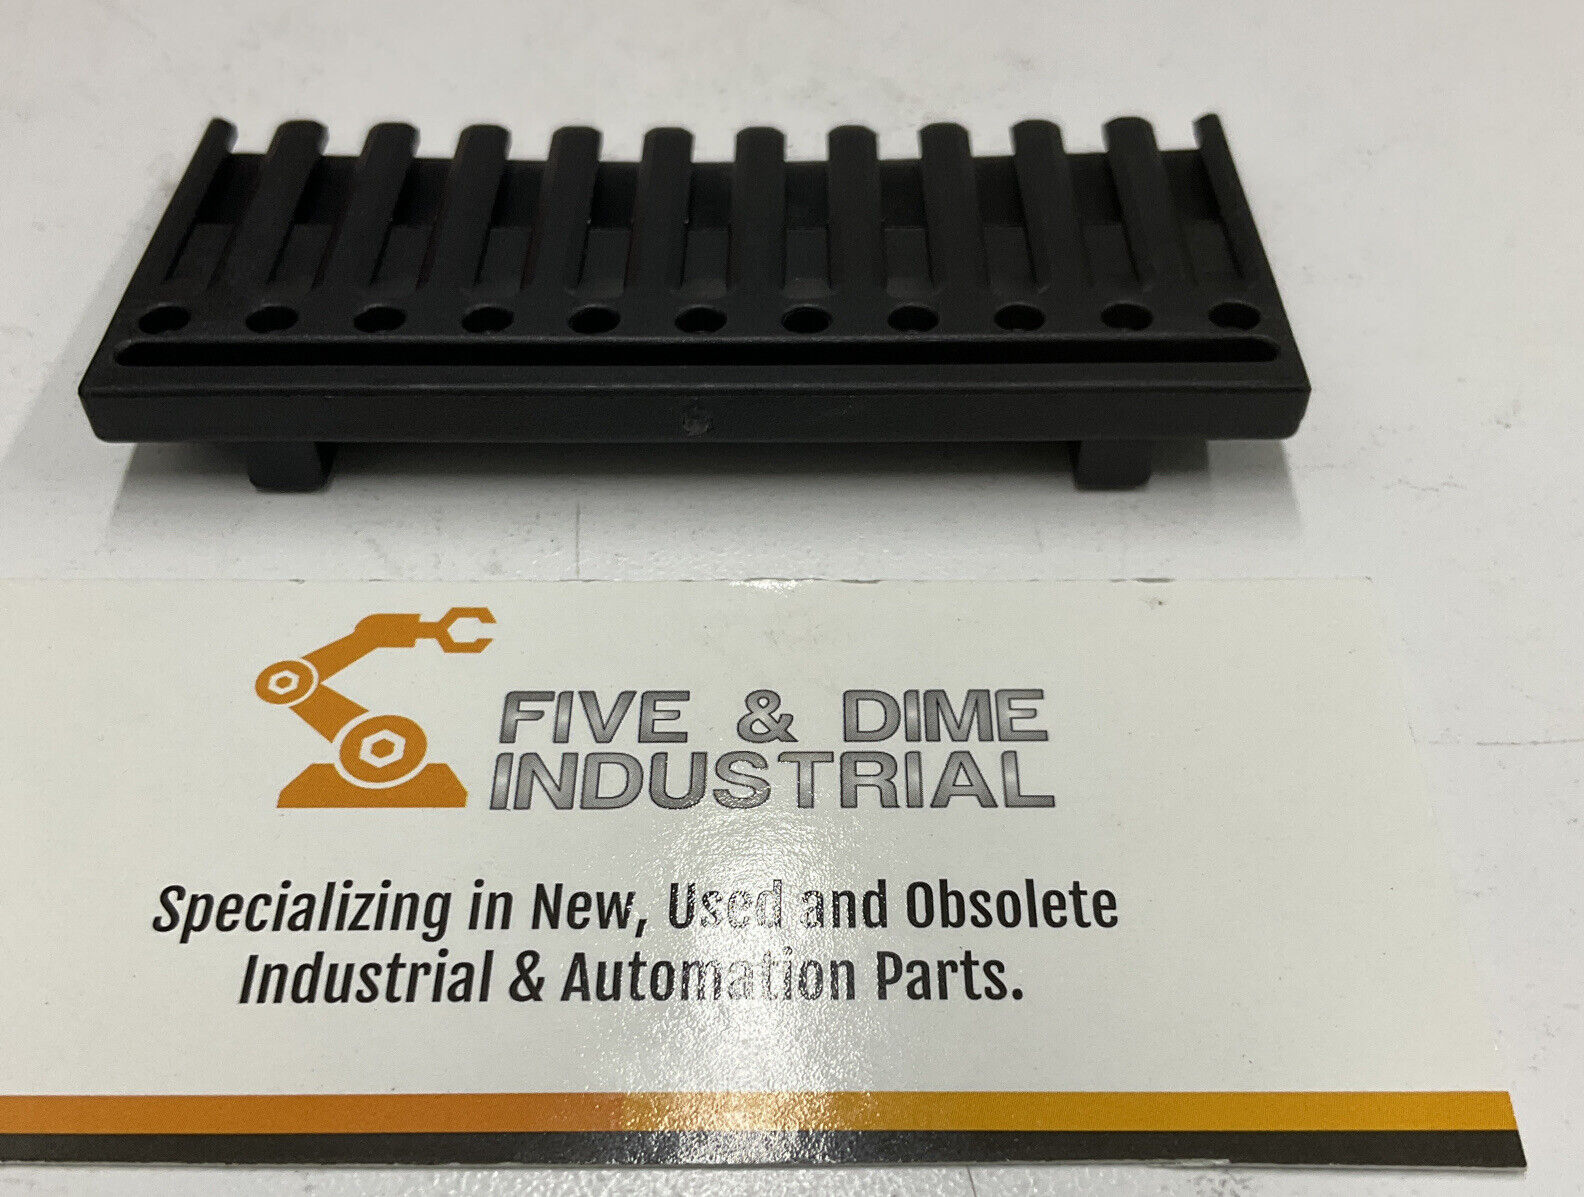 FIVE & DIME
INDUSTRIAL
Specializing in New, Used and Obsolete
Industrial & Automation Parts.